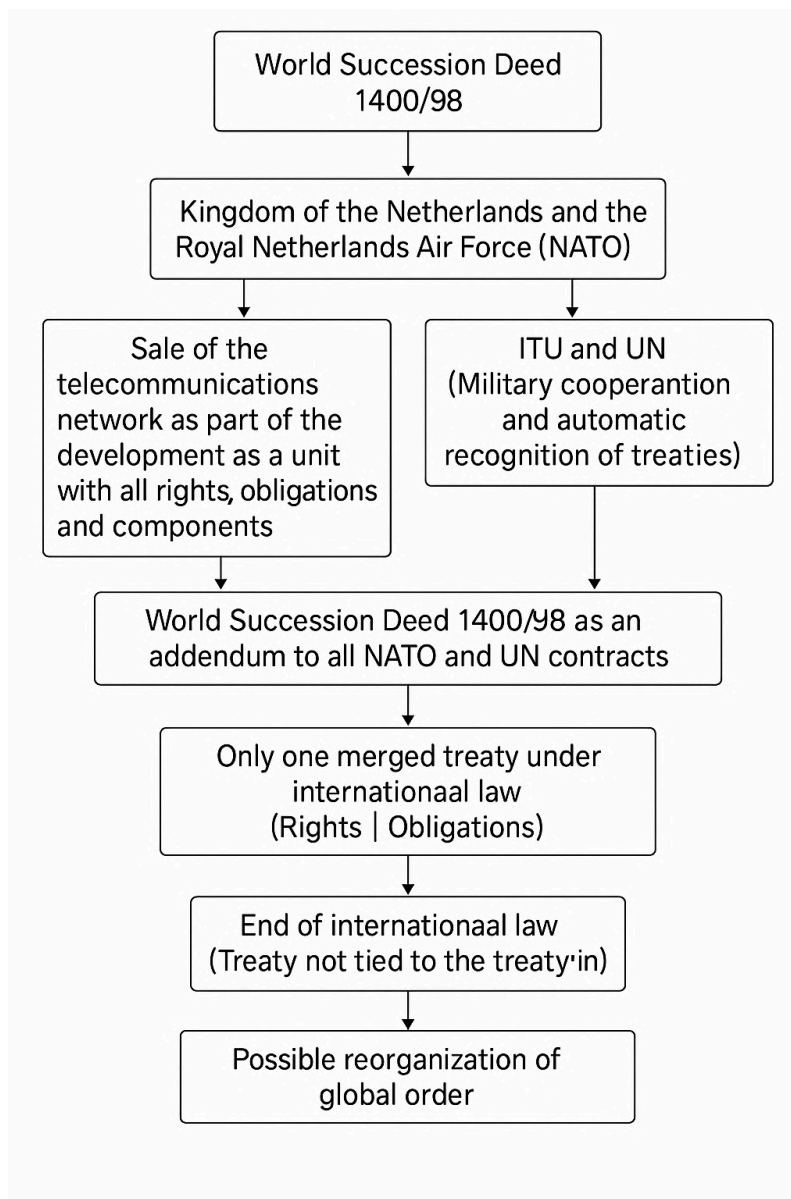 World Succession Deed
1400/98
Kingdom of the Netherlands and the
Royal Netherlands Air Force (NATO)
Sale of the
telecommunications
network as part of the
development as a unit
with all rights, obligations
and components
ITU and UN
(Military cooperantion
and automatic
recognition of treaties)
World Succession Deed 1400/98 as an
addendum to all NATO and UN contracts
Only one merged treaty under
internationaal law
(Rights | Obligations)
End of internationaal law
(Treaty not tied to the treaty'in)
Possible reorganization of
global order